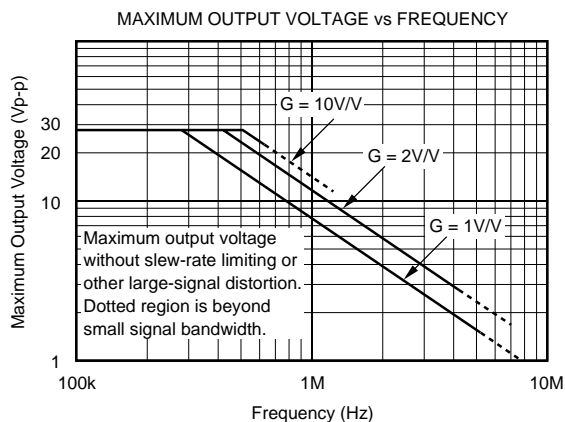 MAXIMUM OUTPUT VOLTAGE vs FREQUENCY
Maximum Output Voltage (Vp-p)
30
20
10
1
G = 10V/V
G = 2V/V
G = 1V/V
Maximum output voltage
without slew-rate limiting or
other large-signal distortion.
Dotted region is beyond
small signal bandwidth.
100k
1M
10M
Frequency (Hz)